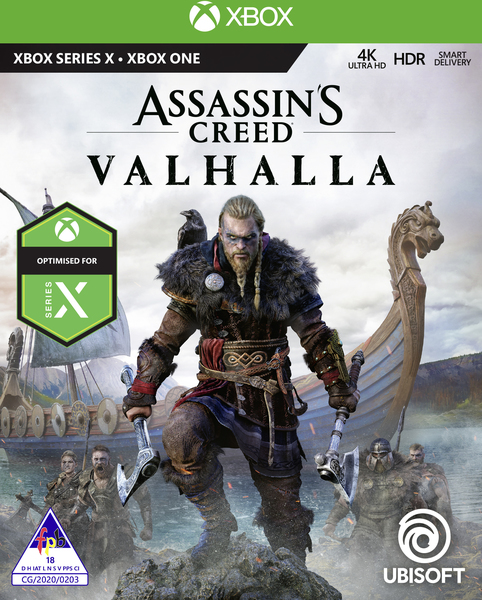 XBOX
XBOX SERIES X • XBOX ONE
4K
ULTRA HD
HDR
SMART
DELIVERY
ASSASSIN'S
CREED
VALHALLA
OPTIMISED FOR
SERIES X
fpb
18
D H IAT L N S V PPS CI
CG/2020/0203
UBISOFT